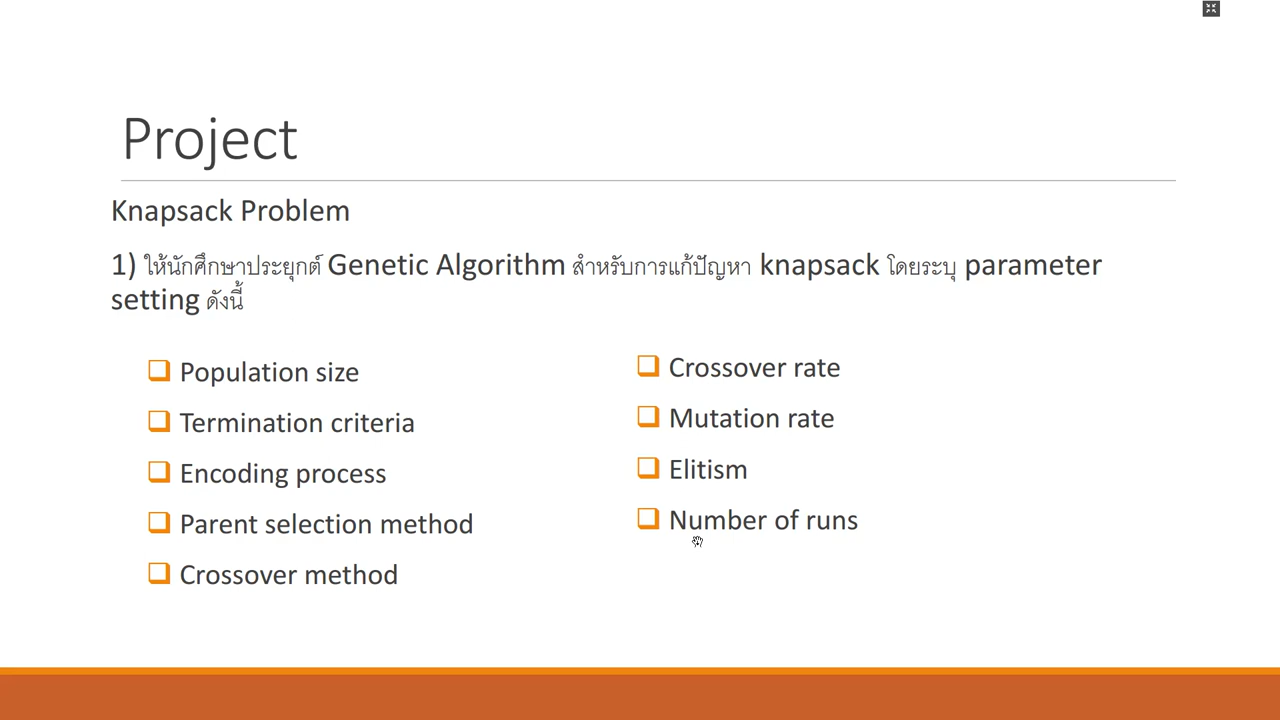 Project
Knapsack Problem
1) ให้นักศึกษาประยุกต์ Genetic Algorithm สำหรับการแก้ปัญหา knapsack โดยระบุ parameter
setting ดังนี้
Population size
Termination criteria
Encoding process
Parent selection method
Crossover method
Crossover rate
Mutation rate
Elitism
Number of runs